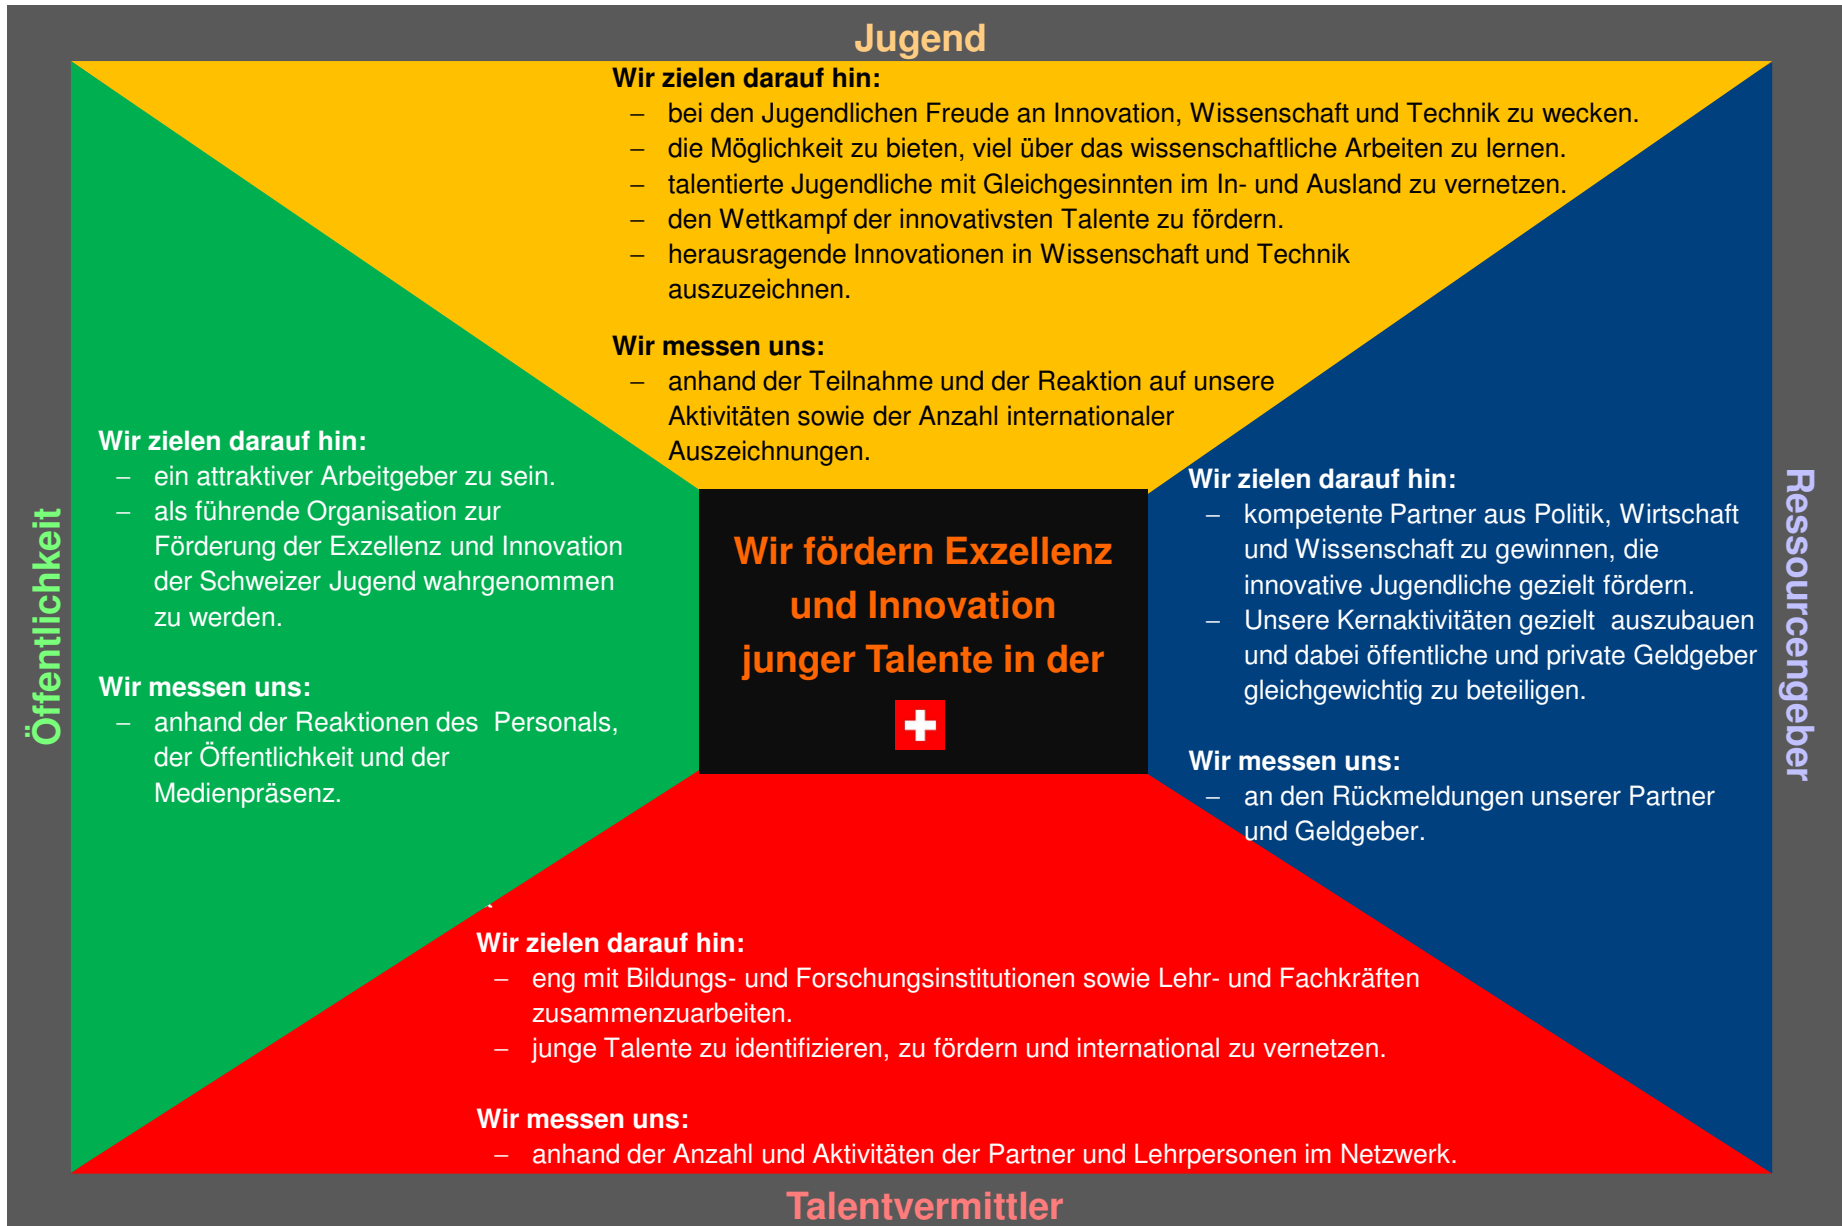 Jugend
Wir zielen darauf hin:
– bei den Jugendlichen Freude an Innovation, Wissenschaft und Technik zu wecken.
– die Möglichkeit zu bieten, viel über das wissenschaftliche Arbeiten zu lernen.
– talentierte Jugendliche mit Gleichgesinnten im In- und Ausland zu vernetzen.
– den Wettkampf der innovativsten Talente zu fördern.
– herausragende Innovationen in Wissenschaft und Technik
auszuzeichnen.
Wir messen uns:
– anhand der Teilnahme und der Reaktion auf unsere
Aktivitäten sowie der Anzahl internationaler
Auszeichnungen.
Öffentlichkeit
Wir zielen darauf hin:
– ein attraktiver Arbeitgeber zu sein.
– als führende Organisation zur
Förderung der Exzellenz und Innovation
der Schweizer Jugend wahrgenommen
zu werden.
Wir messen uns:
– anhand der Reaktionen des Personals,
der Öffentlichkeit und der
Medienpräsenz.
Wir fördern Exzellenz
und Innovation
junger Talente in der
Ressourcengeber
Wir zielen darauf hin:
– kompetente Partner aus Politik, Wirtschaft
und Wissenschaft zu gewinnen, die
innovative Jugendliche gezielt fördern.
– Unsere Kernaktivitäten gezielt auszubauen
und dabei öffentliche und private Geldgeber
gleichgewichtig zu beteiligen.
Wir messen uns:
– an den Rückmeldungen unserer Partner
und Geldgeber.
Wir zielen darauf hin:
– eng mit Bildungs- und Forschungsinstitutionen sowie Lehr- und Fachkräften
zusammenzuarbeiten.
– junge Talente zu identifizieren, zu fördern und international zu vernetzen.
Wir messen uns:
– anhand der Anzahl und Aktivitäten der Partner und Lehrpersonen im Netzwerk.
Talentvermittler